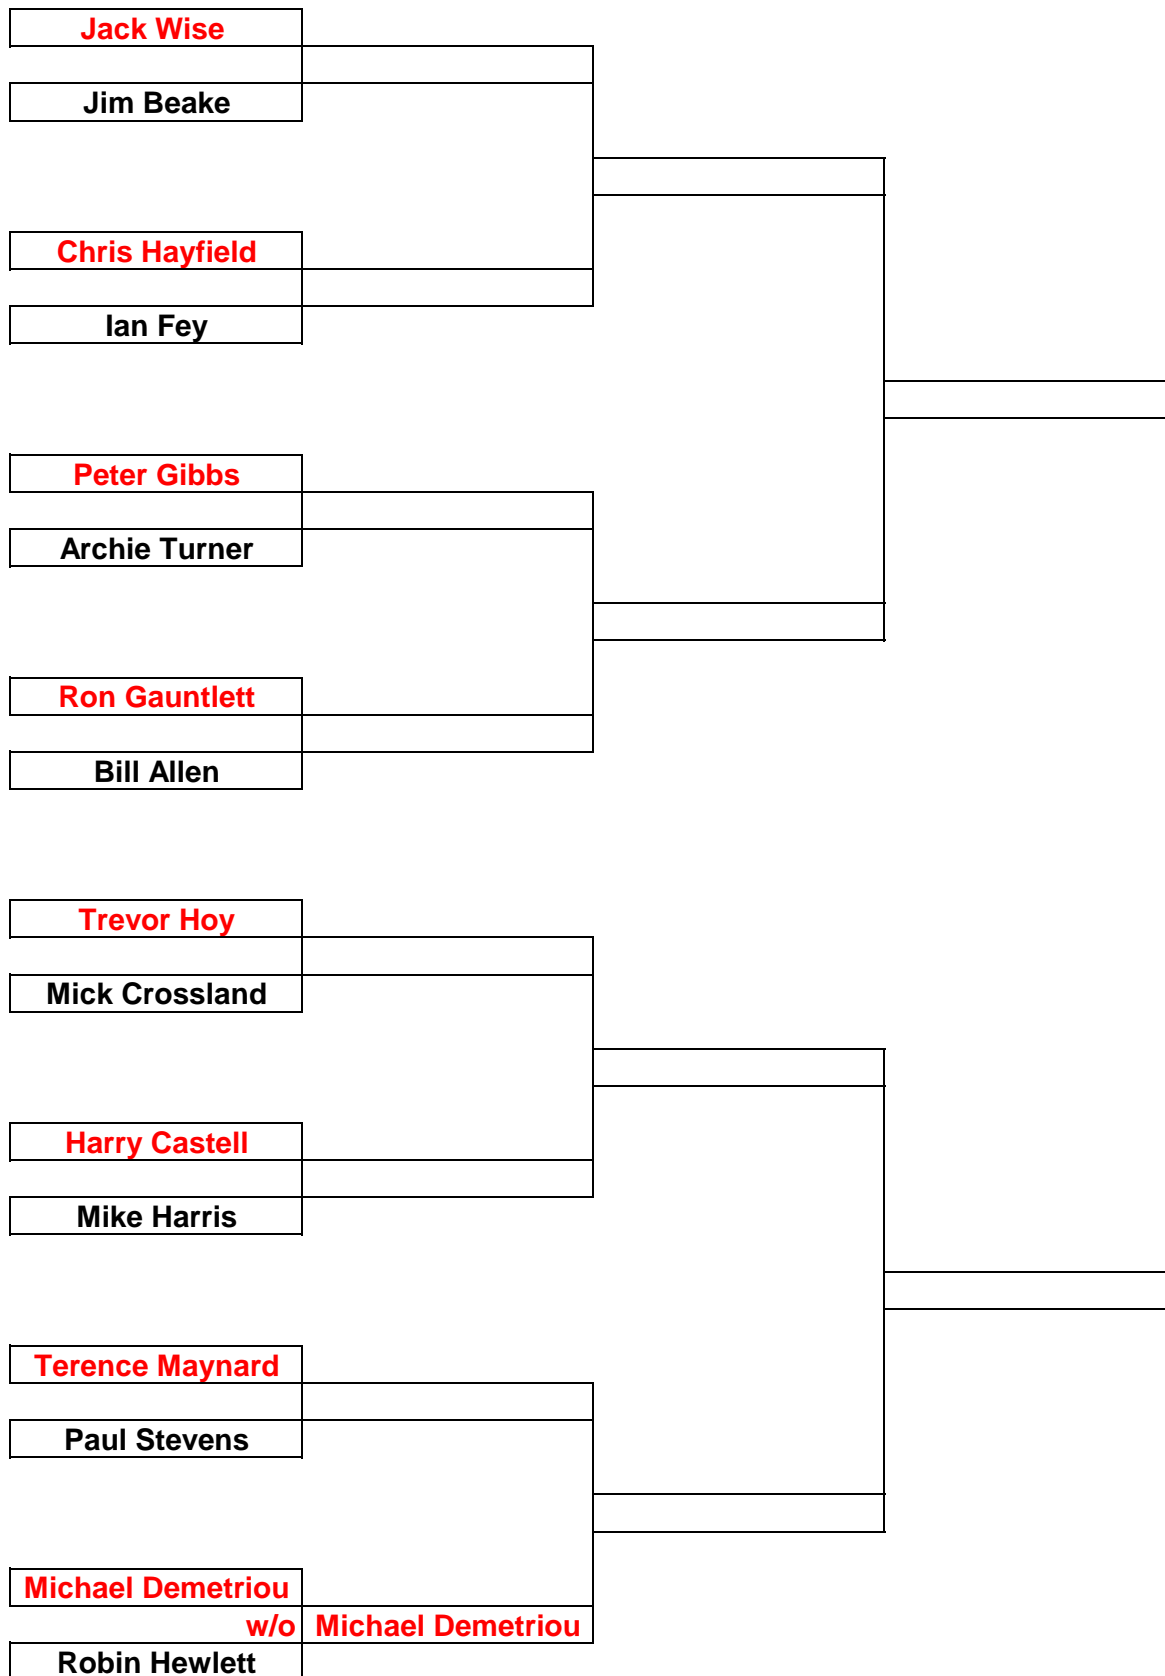 Jack Wise
Jim Beake
Chris Hayfield
Ian Fey
Peter Gibbs
Archie Turner
Ron Gauntlett
Bill Allen
Trevor Hoy
Mick Crossland
Harry Castell
Mike Harris
Terence Maynard
Paul Stevens
Michael Demetriou
w/o Michael Demetriou
Robin Hewlett